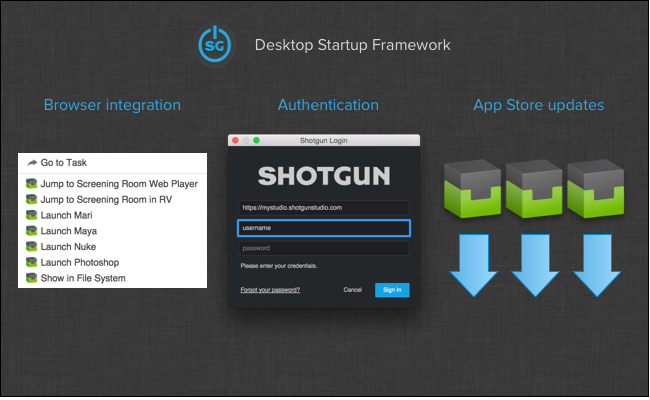 SG
Desktop Startup Framework
Browser integration
Go to Task
Jump to Screening Room Web Player
Jump to Screening Room in RV
Launch Mari
Launch Maya
Launch Nuke
Launch Photoshop
Show in File System
Authentication
Shotgun Login
SHOTGUN
https://mystudio.shotgunstudio.com
username
password
Please enter your credentials.
Forgot your password?
Cancel
Sign In
App Store updates